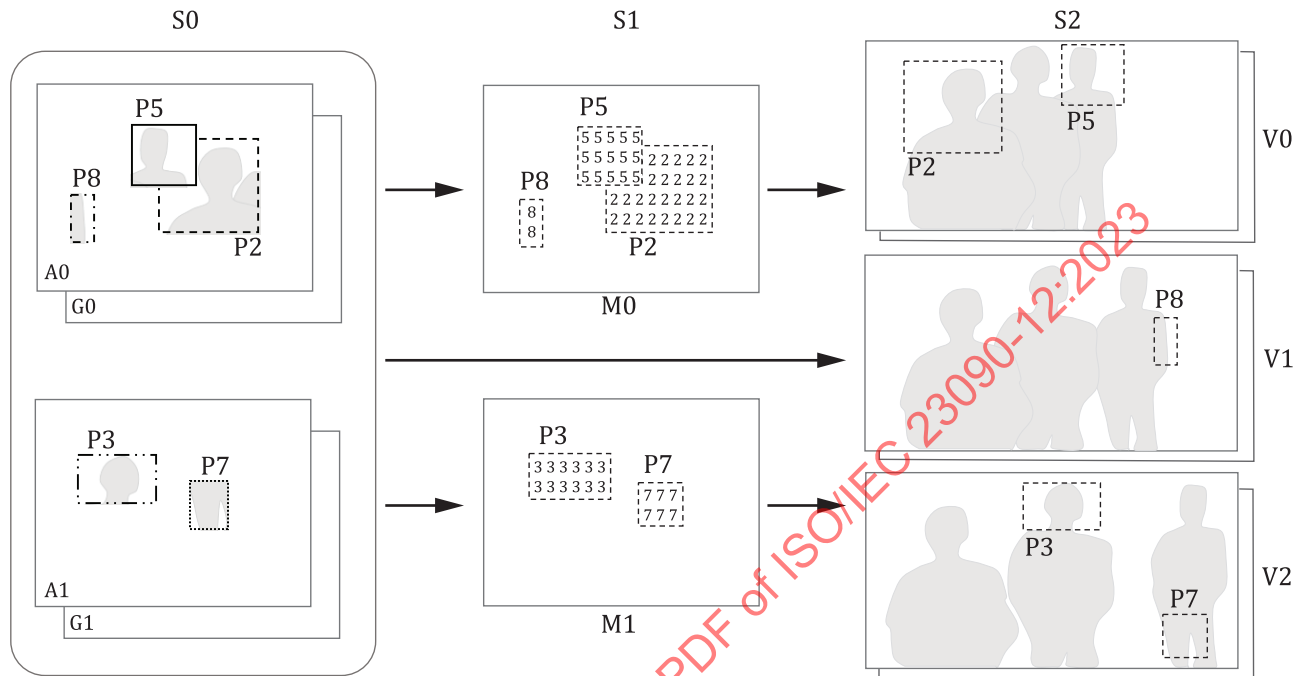 S0
S1
S2
P5
P8
P2
A0
G0
P5
5 5 5 5 5
5 5 5 5 5 2 2 2 2 2
5 5 5 5 5 2 2 2 2 2
P8
8 2 2 2 2 2 2 2 2
8 2 2 2 2 2 2 2 2
P2
M0
P5
P2
V0
P8
V1
P3
P7
A1
G1
P3
3 3 3 3 3 3
3 3 3 3 3 3
P7
7 7 7
7 7 7
M1
P3
P7
V2
PDF of ISO/IEC 23090-12:2023